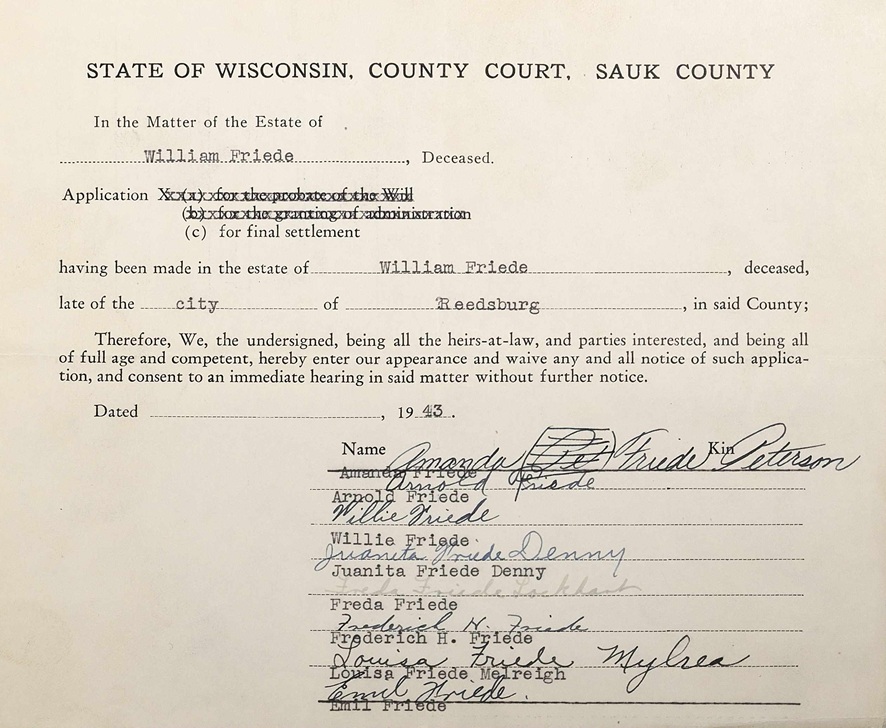 STATE OF WISCONSIN, COUNTY COURT, SAUK COUNTY
In the Matter of the Estate of
William Friede, Deceased.
Application (a) for the probate of the Will
(b) for the granting of administration
(c) for final settlement
having been made in the estate of William Friede, deceased,
late of the city of Reedsburg, in said County;
Therefore, We, the undersigned, being all the heirs-at-law, and parties interested, and being all
of full age and competent, hereby enter our appearance and waive any and all notice of such applica-
tion, and consent to an immediate hearing in said matter without further notice.
Dated , 19 43.
Name Kin
Amanda Friede Peterson
Amanda Friede
Arnold Friede
Arnold Friede
Willie Friede
Willie Friede
Juanita Friede Denny
Juanita Friede Denny
Freda Friede Lockhart
Freda Friede
Frederich H. Friede
Frederich H. Friede
Louisa Friede Mylrea
Louisa Friede Melreigh
Emil Friede.
Emil Friede